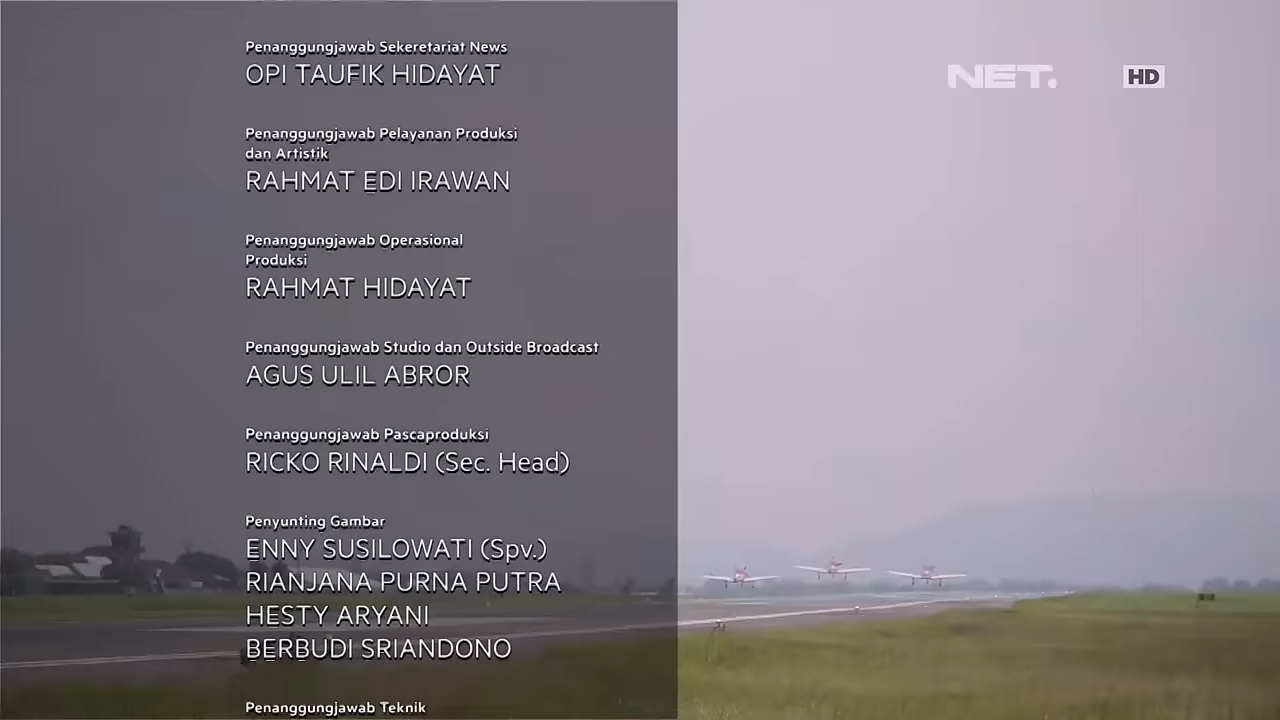 Penanggungjawab Sekeretariat News
OPI TAUFIK HIDAYAT
Penanggungjawab Pelayanan Produksi
dan Artistik
RAHMAT EDI IRAWAN
Penanggungjawab Operasional
Produksi
RAHMAT HIDAYAT
Penanggungjawab Studio dan Outside Broadcast
AGUS ULIL ABROR
Penanggungjawab Pascaproduksi
RICKO RINALDI (Sec. Head)
Penyunting Gambar
ENNY SUSILOWATI (Spv.)
RIANJANA PURNA PUTRA
HESTY ARYANI
BERBUDI SRIANDONO
Penanggungjawab Teknik
NET. HD